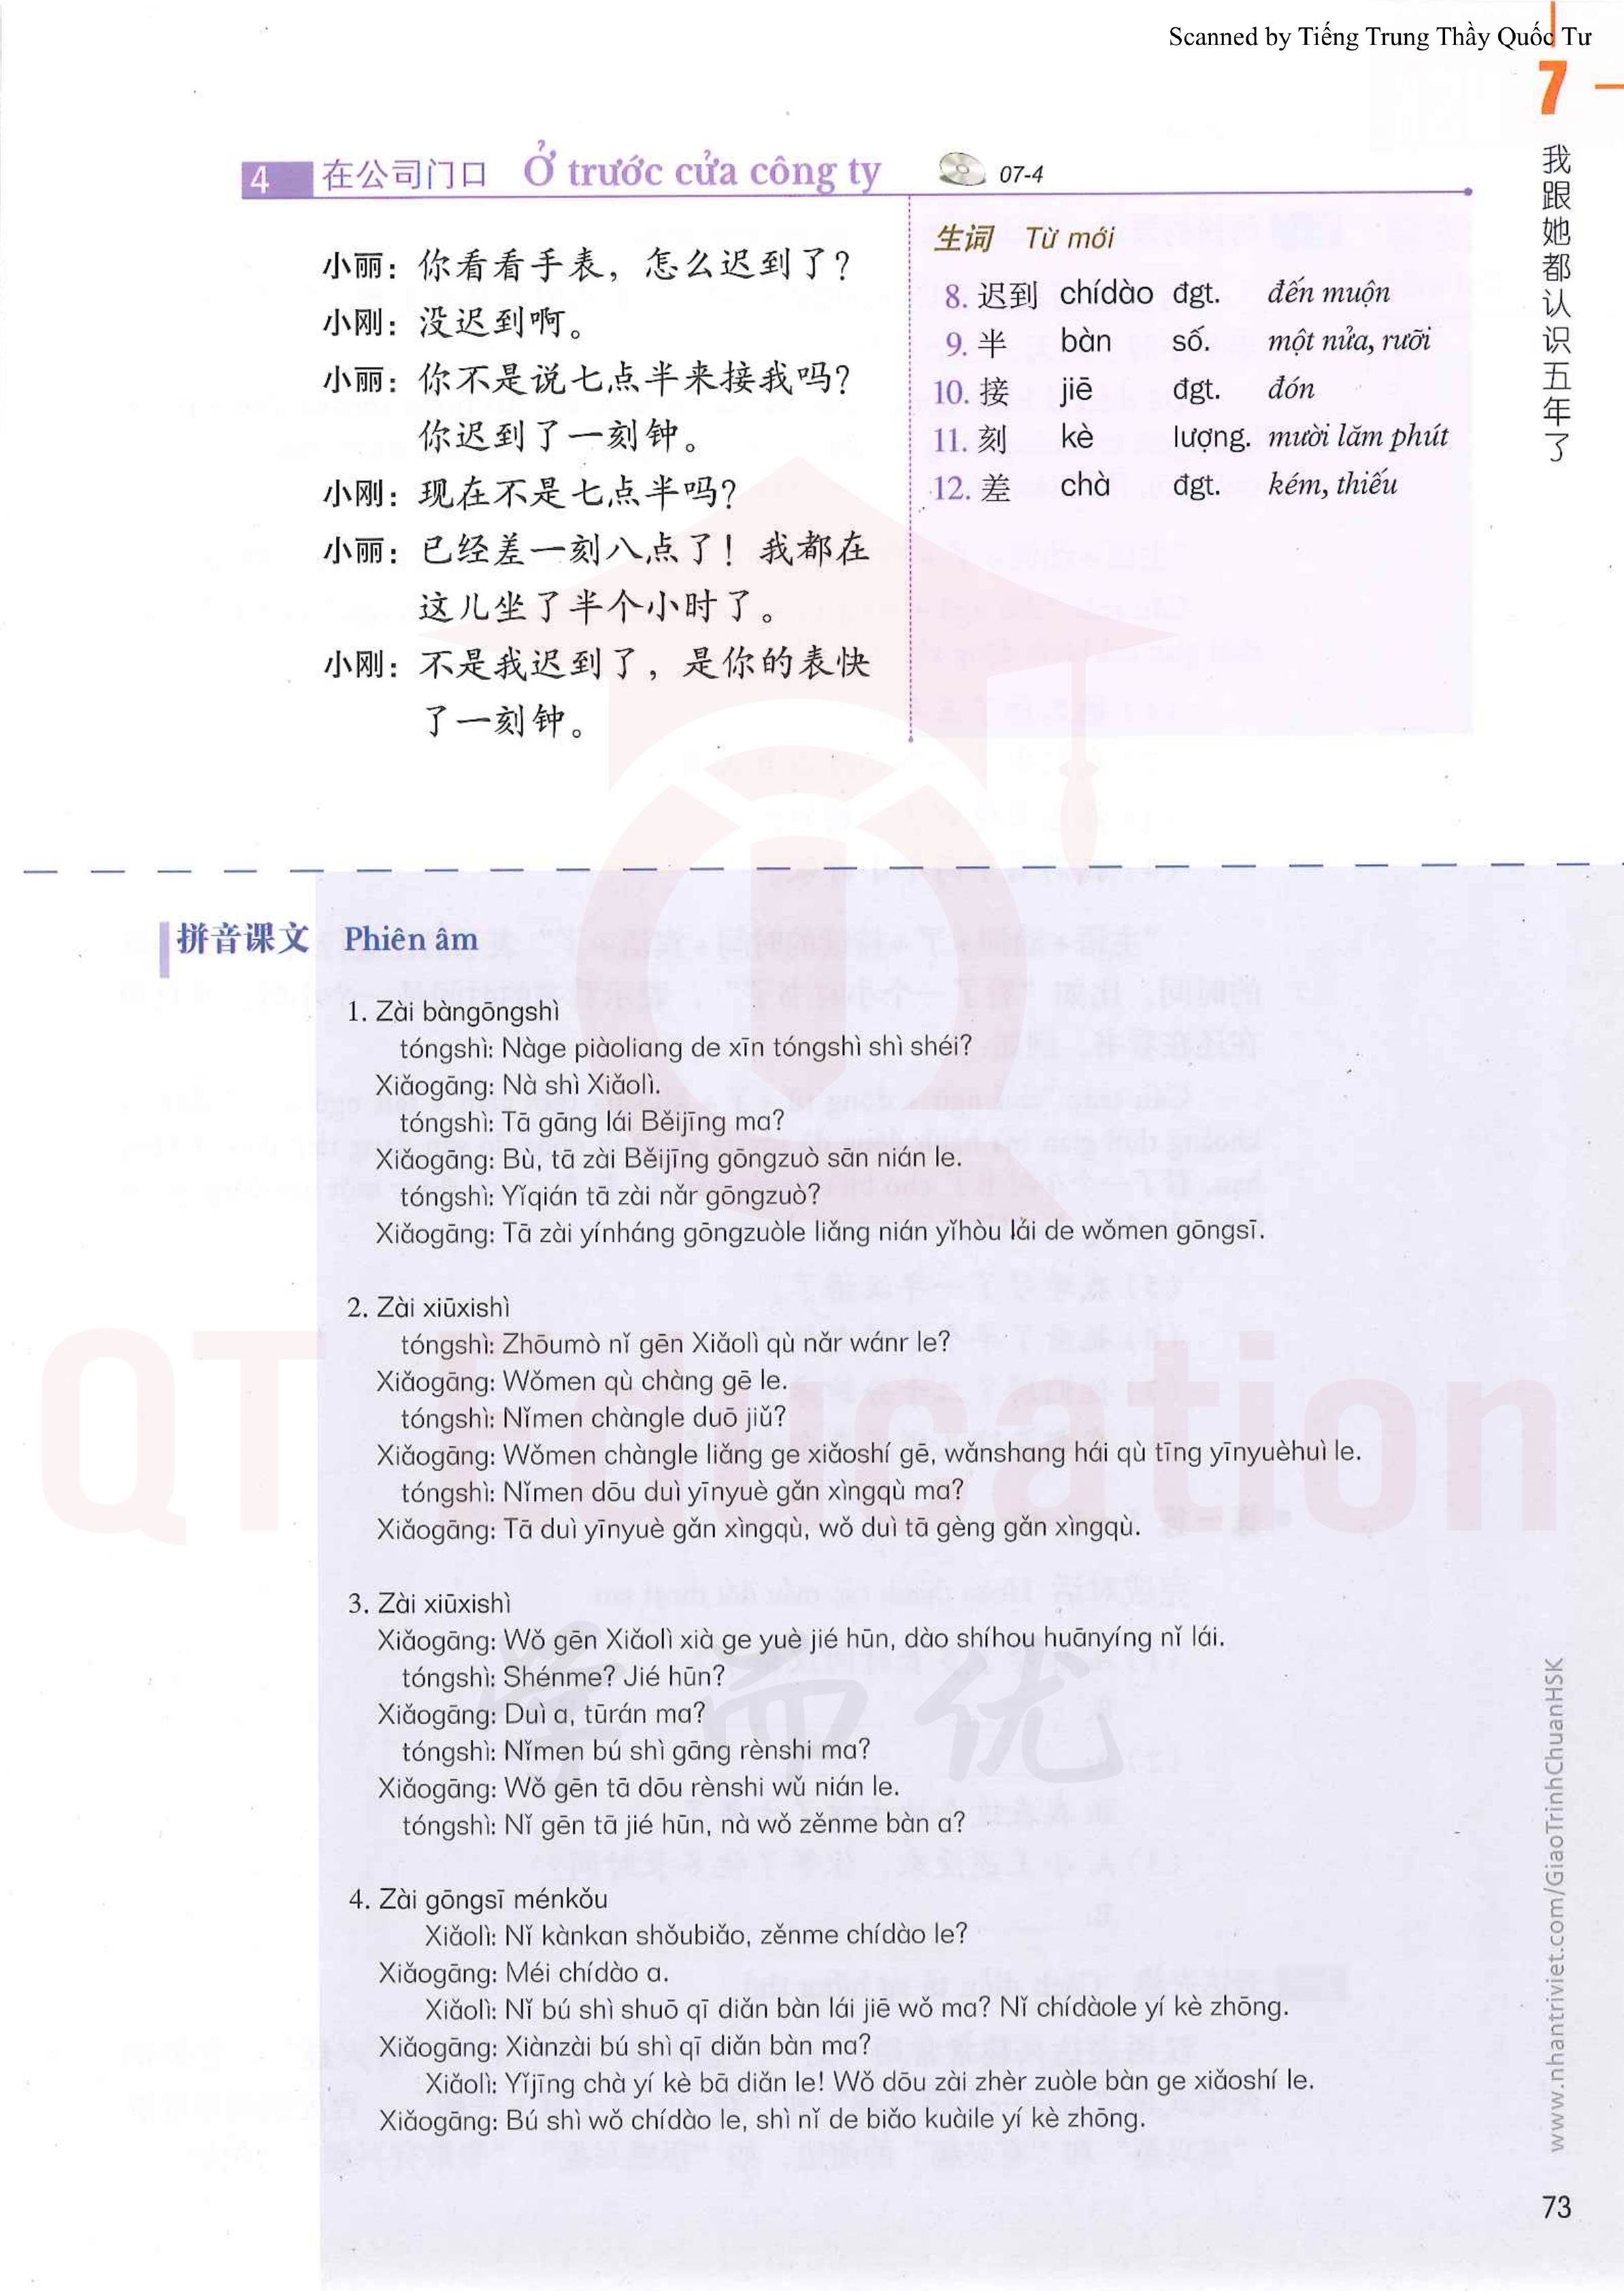 Scanned by Tiếng Trung Thầy Quốc Tư
7
我跟她都认识五年了
4 在公司门口 Ở trước cửa công ty 07-4
小丽：你看看手表，怎么迟到了？
小刚：没迟到啊。
小丽：你不是说七点半来接我吗？
你迟到了一刻钟。
小刚：现在不是七点半吗？
小丽：已经差一刻八点了！我都在
这儿坐了半个小时了。
小刚：不是我迟到了，是你的表快
了一刻钟。
生词 Từ mới
8. 迟到 chídào đgt. đến muộn
9. 半 bàn số. một nửa, rưỡi
10. 接 jiē đgt. đón
11. 刻 kè lượng. mười lăm phút
12. 差 chà đgt. kém, thiếu
拼音课文 Phiên âm
1. Zài bàngōngshì
tóngshì: Nàge piàoliang de xīn tóngshì shì shéi?
Xiǎogāng: Nà shì Xiǎolì.
tóngshì: Tā gāng lái Běijīng ma?
Xiǎogāng: Bù, tā zài Běijīng gōngzuò sān nián le.
tóngshì: Yǐqián tā zài nǎr gōngzuò?
Xiǎogāng: Tā zài yínháng gōngzuòle liǎng nián yǐhòu lái de wǒmen gōngsī.
2. Zài xiūxishì
tóngshì: Zhōumò nǐ gēn Xiǎolì qù nǎr wánr le?
Xiǎogāng: Wǒmen qù chàng gē le.
tóngshì: Nǐmen chàngle duō jiǔ?
Xiǎogāng: Wǒmen chàngle liǎng ge xiǎoshí gē, wǎnshang hái qù tīng yīnyuèhuì le.
tóngshì: Nǐmen dōu duì yīnyuè gǎn xìngqù ma?
Xiǎogāng: Tā duì yīnyuè gǎn xìngqù, wǒ duì tā gèng gǎn xìngqù.
3. Zài xiūxishì
Xiǎogāng: Wǒ gēn Xiǎolì xià ge yuè jié hūn, dào shíhou huānyíng nǐ lái.
tóngshì: Shénme? Jié hūn?
Xiǎogāng: Duì a, tūrán ma?
tóngshì: Nǐmen bú shì gāng rènshi ma?
Xiǎogāng: Wǒ gēn tā dōu rènshi wǔ nián le.
tóngshì: Nǐ gēn tā jié hūn, nà wǒ zěnme bàn a?
4. Zài gōngsī ménkǒu
Xiǎolì: Nǐ kànkan shǒubiǎo, zěnme chídào le?
Xiǎogāng: Méi chídào a.
Xiǎolì: Nǐ bú shì shuō qī diǎn bàn lái jiē wǒ ma? Nǐ chídàole yí kè zhōng.
Xiǎogāng: Xiànzài bú shì qī diǎn bàn ma?
Xiǎolì: Yǐjīng chà yí kè bā diǎn le! Wǒ dōu zài zhèr zuòle bàn ge xiǎoshí le.
Xiǎogāng: Bú shì wǒ chídào le, shì nǐ de biǎo kuàile yí kè zhōng.
QT Education
学而优
www.nhantriviet.com/GiaoTrinhChuanHSK
73